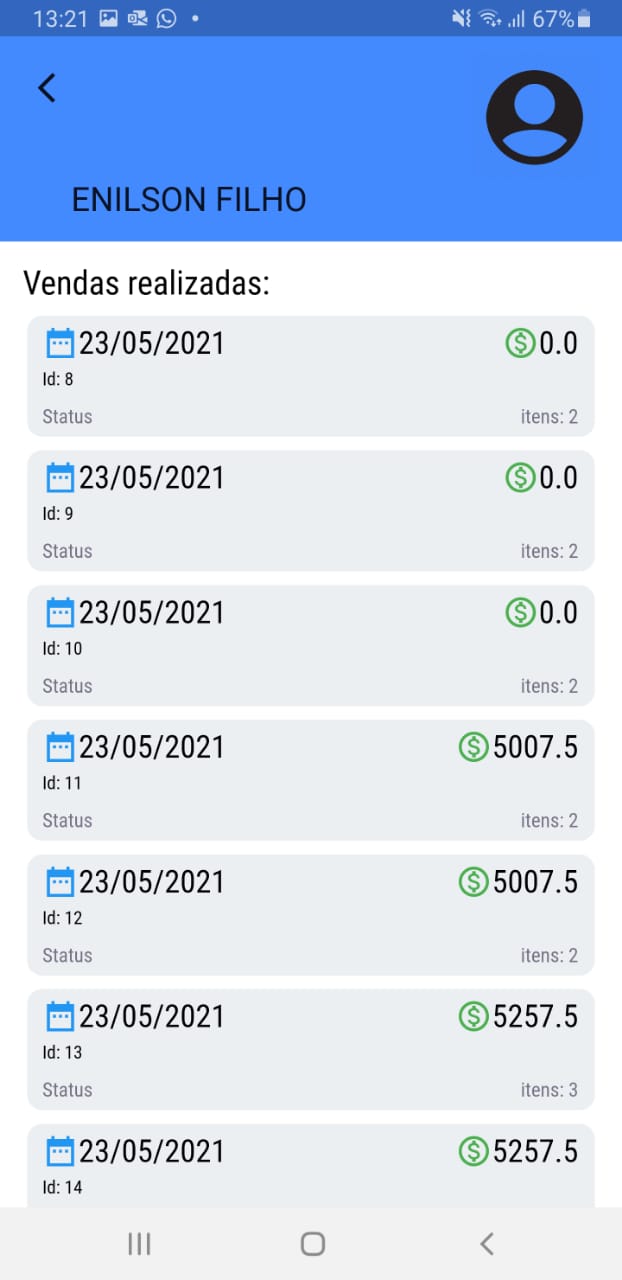 13:21 67%
ENILSON FILHO
Vendas realizadas:
23/05/2021 0.0
Id: 8
Status itens: 2
23/05/2021 0.0
Id: 9
Status itens: 2
23/05/2021 0.0
Id: 10
Status itens: 2
23/05/2021 5007.5
Id: 11
Status itens: 2
23/05/2021 5007.5
Id: 12
Status itens: 2
23/05/2021 5257.5
Id: 13
Status itens: 3
23/05/2021 5257.5
Id: 14